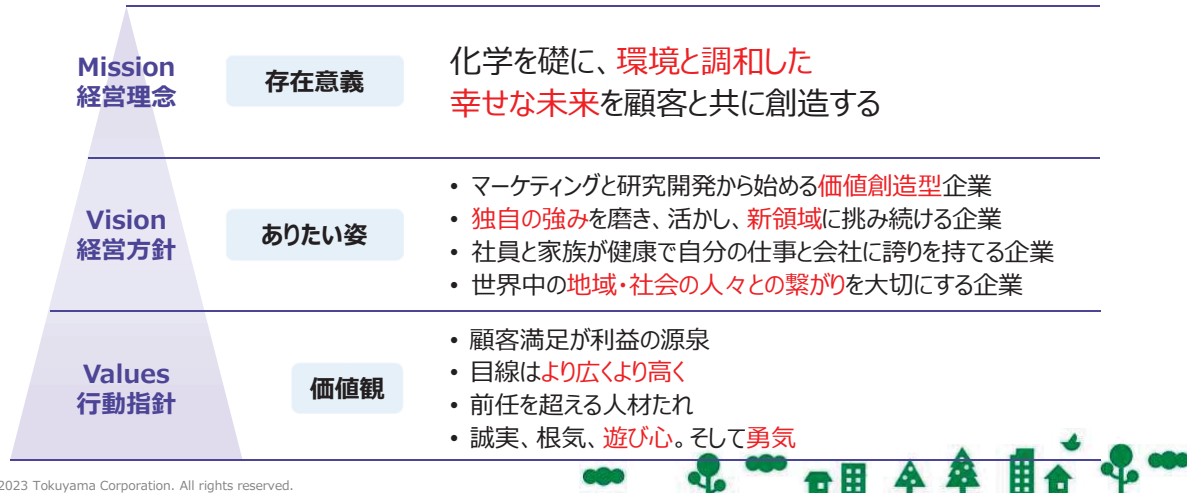 Mission
経営理念
存在意義
化学を礎に、環境と調和した
幸せな未来を顧客と共に創造する
Vision
経営方針
ありたい姿
• マーケティングと研究開発から始める価値創造型企業
• 独自の強みを磨き、活かし、新領域に挑み続ける企業
• 社員と家族が健康で自分の仕事と会社に誇りを持てる企業
• 世界中の地域・社会の人々との繋がりを大切にする企業
Values
行動指針
価値観
• 顧客満足が利益の源泉
• 目線はより広くより高く
• 前任を超える人材たれ
• 誠実、根気、遊び心。そして勇気
2023 Tokuyama Corporation. All rights reserved.